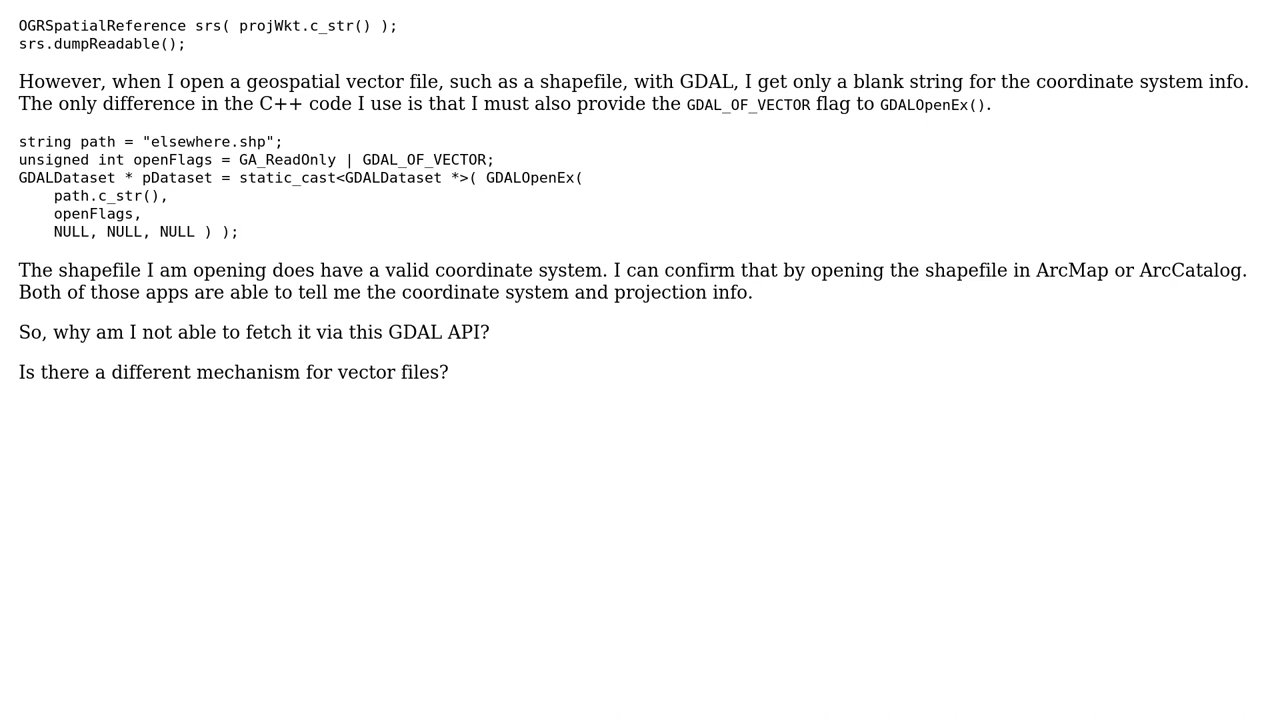 OGRSpatialReference srs( projWkt.c_str() );
srs.dumpReadable();
However, when I open a geospatial vector file, such as a shapefile, with GDAL, I get only a blank string for the coordinate system info.
The only difference in the C++ code I use is that I must also provide the GDAL_OF_VECTOR flag to GDALOpenEx().
string path = "elsewhere.shp";
unsigned int openFlags = GA_ReadOnly | GDAL_OF_VECTOR;
GDALDataset * pDataset = static_cast<GDALDataset *>( GDALOpenEx(
    path.c_str(),
    openFlags,
    NULL, NULL, NULL ) );
The shapefile I am opening does have a valid coordinate system. I can confirm that by opening the shapefile in ArcMap or ArcCatalog.
Both of those apps are able to tell me the coordinate system and projection info.
So, why am I not able to fetch it via this GDAL API?
Is there a different mechanism for vector files?